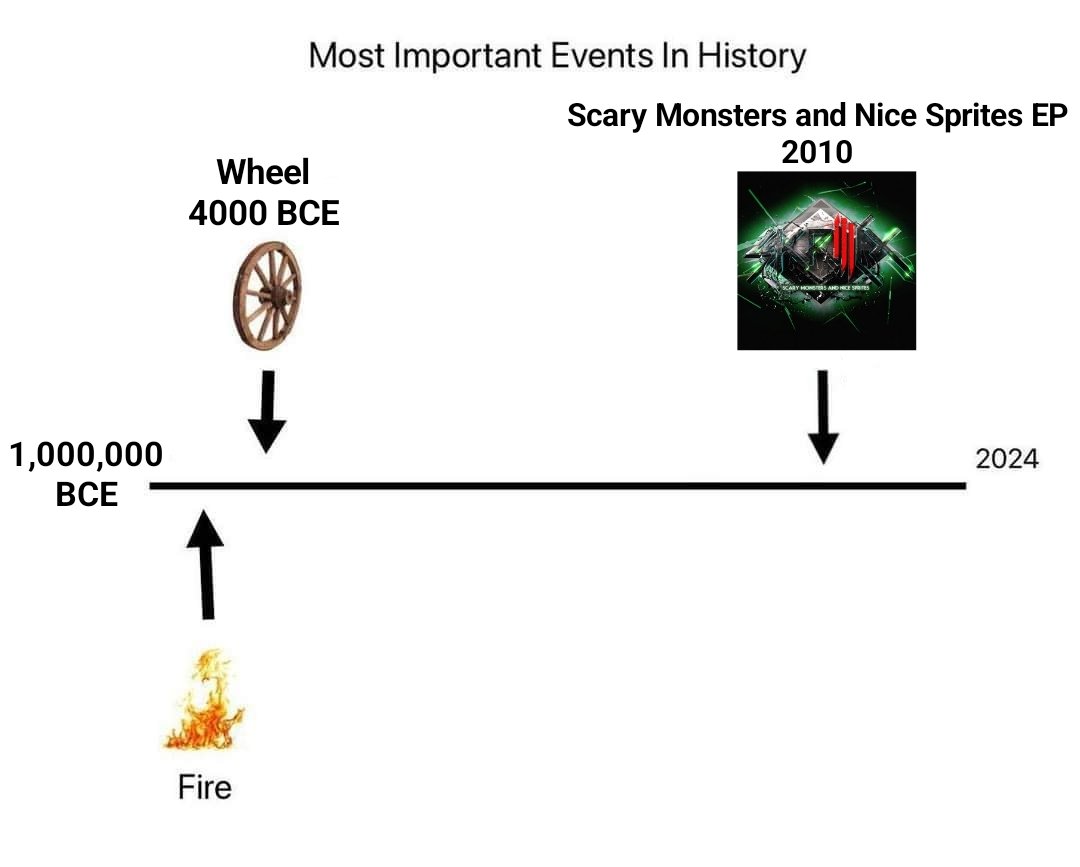 Most Important Events In History
Scary Monsters and Nice Sprites EP
2010
Wheel
4000 BCE
SCARY MONSTERS AND NICE SPRITES
1,000,000
BCE
2024
Fire